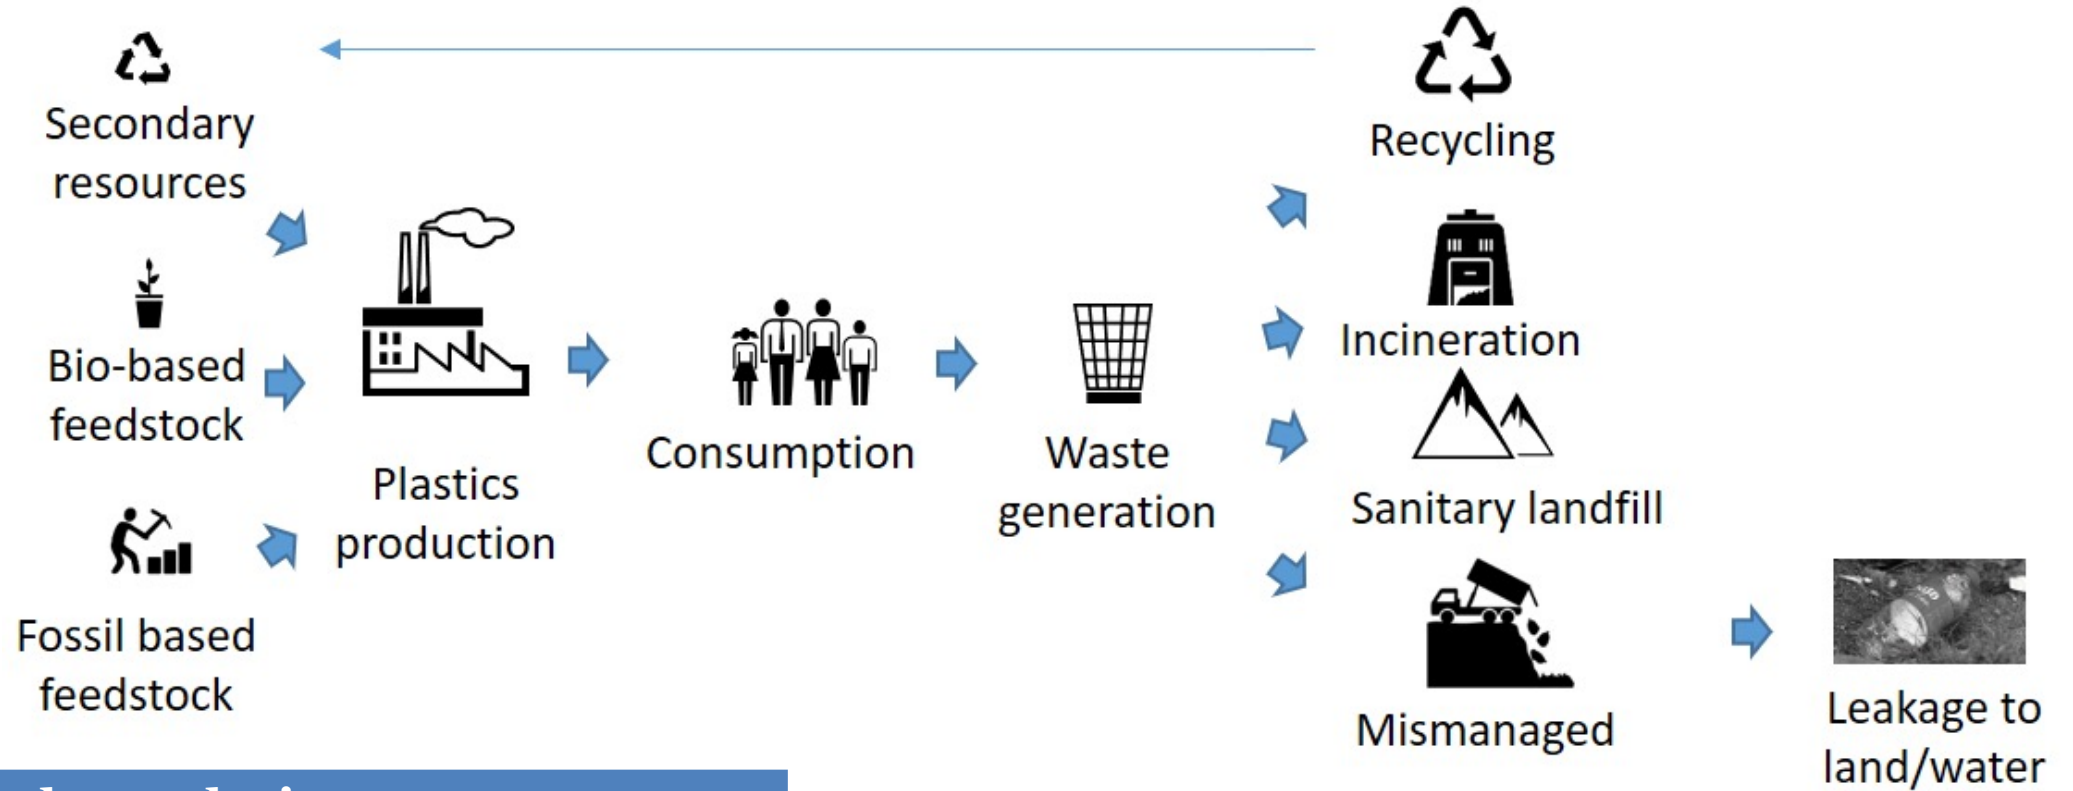 Secondary
resources
Bio-based
feedstock
Fossil based
feedstock
Plastics
production
Consumption
Waste
generation
Recycling
Incineration
Sanitary landfill
Mismanaged
Leakage to
land/water